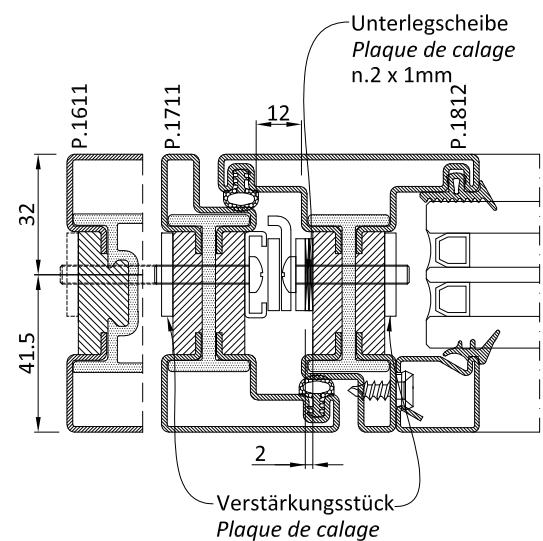 Unterlegscheibe
Plaque de calage
n.2 x 1mm
P.1611
P.1711
12
P.1812
32
41.5
2
Verstärkungsstück
Plaque de calage